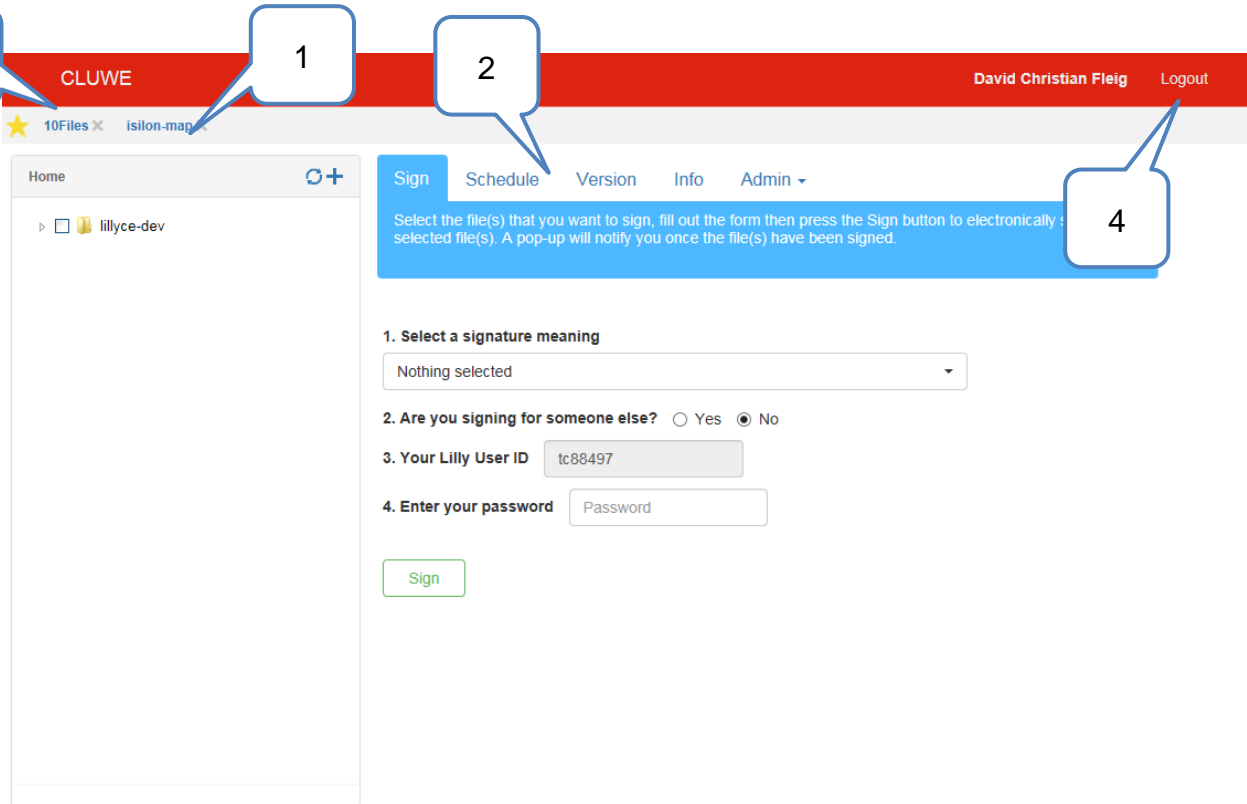 1
2
CLUWE
David Christian Fleig Logout
10Files isilon-map
Home
Sign Schedule Version Info Admin
4
Select the file(s) that you want to sign, fill out the form then press the Sign button to electronically
selected file(s). A pop-up will notify you once the file(s) have been signed.
lillyce-dev
1. Select a signature meaning
Nothing selected
2. Are you signing for someone else? Yes No
3. Your Lilly User ID tc88497
4. Enter your password Password
Sign